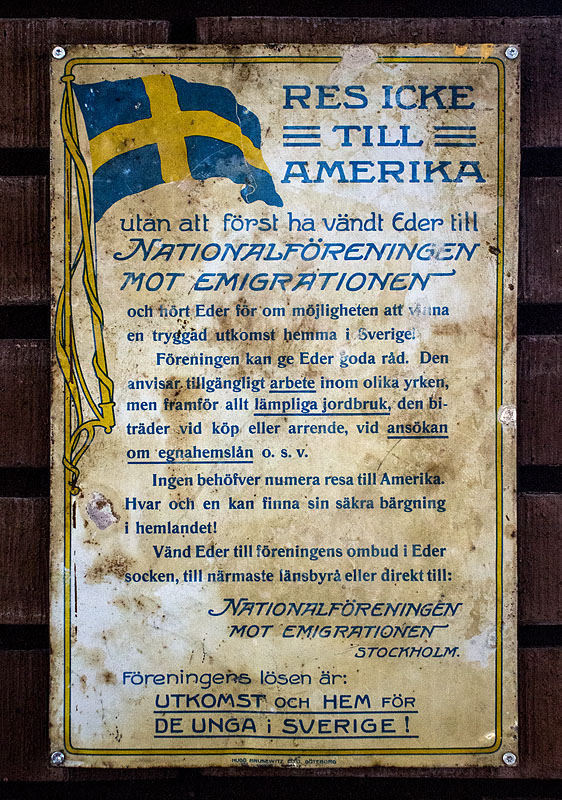 RES ICKE
TILL
AMERIKA
utan att först ha vändt Eder till
NATIONALFÖRENINGEN
MOT EMIGRATIONEN
och hört Eder för om möjligheten att vinna
en tryggad utkomst hemma i Sverige!
Föreningen kan ge Eder goda råd. Den
anvisar tillgängligt arbete inom olika yrken,
men framför allt lämpliga jordbruk, den bi-
träder vid köp eller arrende, vid ansökan
om egnahemslån o. s. v.
Ingen behöfver numera resa till Amerika.
Hvar och en kan finna sin säkra bärgning
i hemlandet!
Vänd Eder till föreningens ombud i Eder
socken, till närmaste länsbyrå eller direkt till:
NATIONALFÖRENINGEN
MOT EMIGRATIONEN
STOCKHOLM.
Föreningens lösen är:
UTKOMST OCH HEM FÖR
DE UNGA i SVERIGE!
HUGO BRUSEWITZ GÖTEBORG